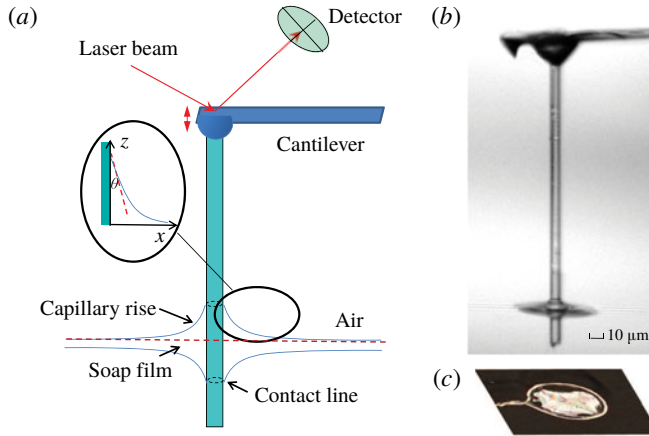 (a)
Detector
Laser beam
Cantilever
z
θ
x
Capillary rise
Air
Soap film
Contact line
(b)
10 μm
(c)